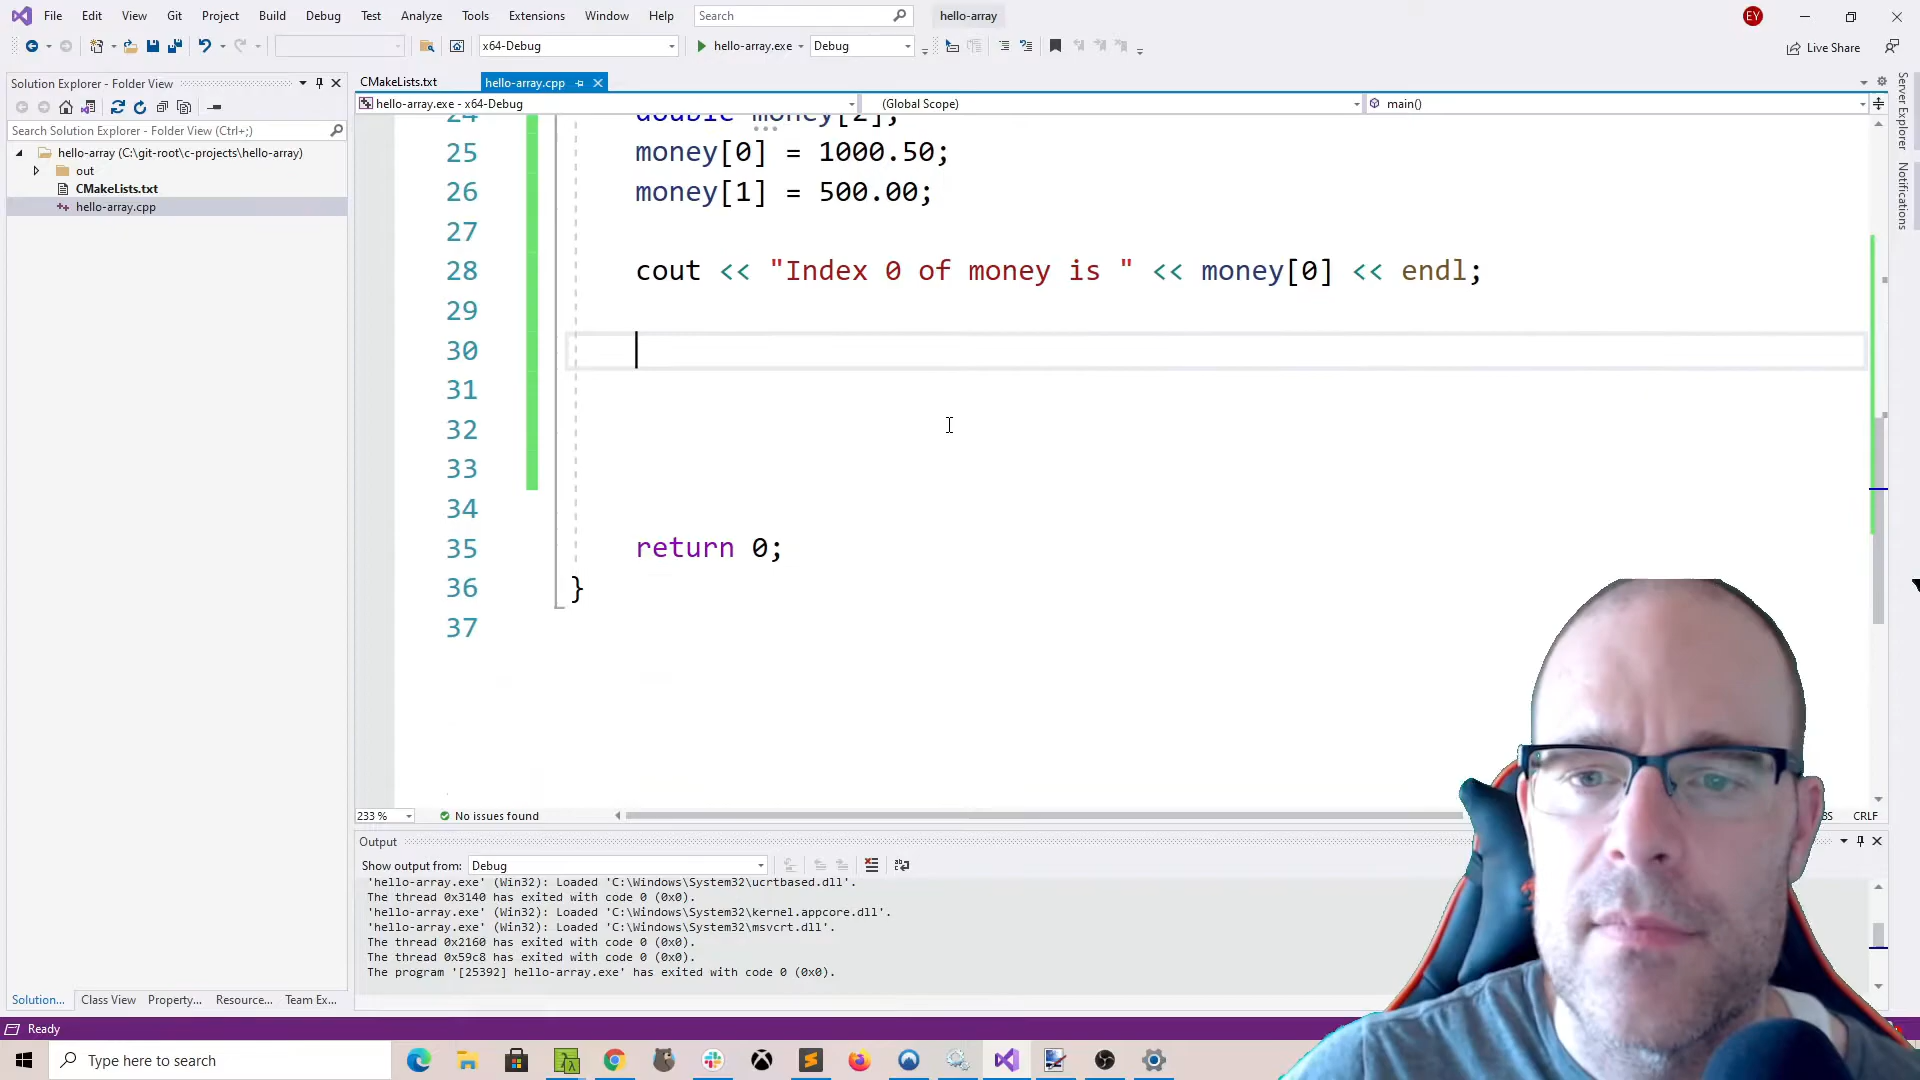 File Edit View Git Project Build Debug Test Analyze Tools Extensions Window Help Search hello-array EY
x64-Debug hello-array.exe Debug Live Share
Solution Explorer - Folder View
Search Solution Explorer - Folder View (Ctrl+;)
hello-array (C:\git-root\c-projects\hello-array)
out
CMakeLists.txt
hello-array.cpp
Solution... Class View Property... Resource... Team Ex...
CMakeLists.txt hello-array.cpp
hello-array.exe - x64-Debug (Global Scope) main()
24 double money[2];
25 money[0] = 1000.50;
26 money[1] = 500.00;
27
28 cout << "Index 0 of money is " << money[0] << endl;
29
30
31
32
33
34
35 return 0;
36 }
37
233 % No issues found CRLF
Output
Show output from: Debug
'hello-array.exe' (Win32): Loaded 'C:\Windows\System32\ucrtbased.dll'.
The thread 0x3140 has exited with code 0 (0x0).
'hello-array.exe' (Win32): Loaded 'C:\Windows\System32\kernel.appcore.dll'.
'hello-array.exe' (Win32): Loaded 'C:\Windows\System32\msvcrt.dll'.
The thread 0x2160 has exited with code 0 (0x0).
The thread 0x59c8 has exited with code 0 (0x0).
The program '[25392] hello-array.exe' has exited with code 0 (0x0).
Server Explorer
Notifications
Ready
Type here to search